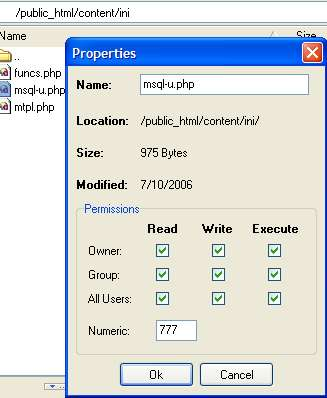 /public_html/content/ini
Name / Size
..
funcs.php
msql-u.php
mtpl.php
Properties
Name: msql-u.php
Location: /public_html/content/ini/
Size: 975 Bytes
Modified: 7/10/2006
Permissions
Read Write Execute
Owner:
Group:
All Users:
Numeric: 777
Ok Cancel